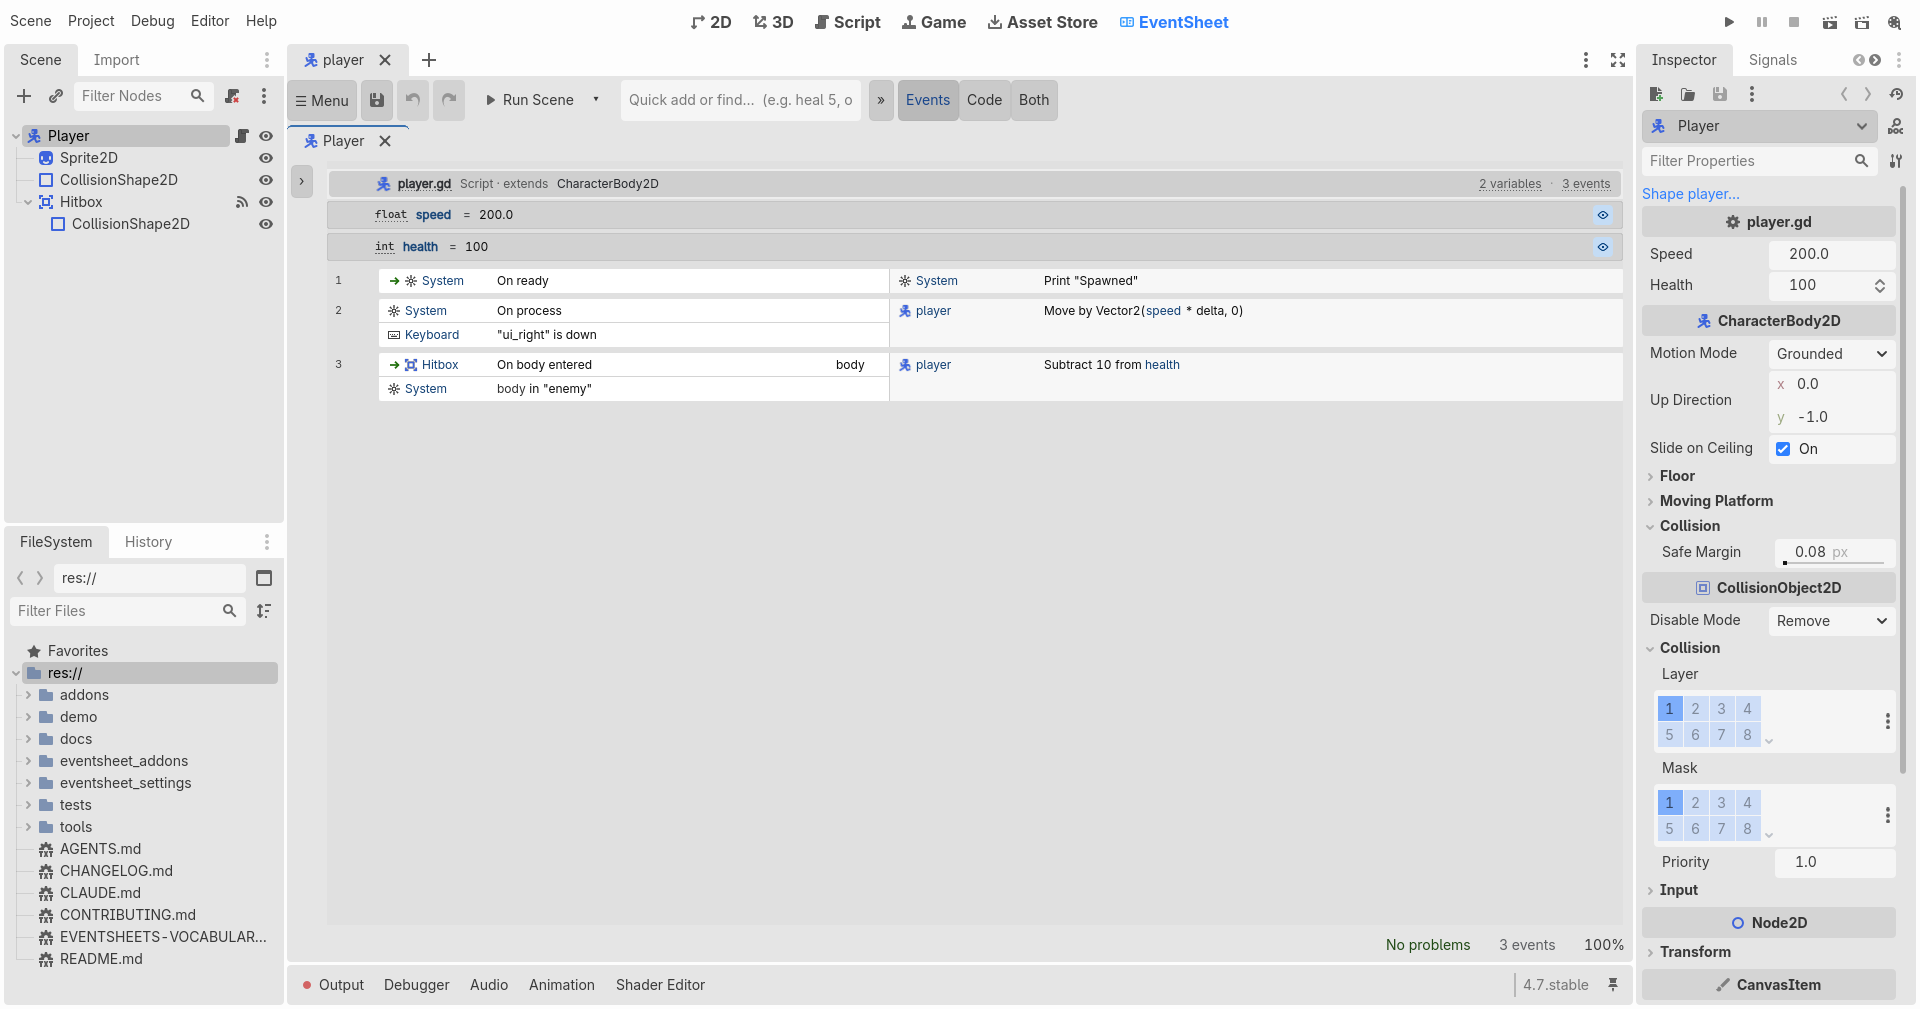 Scene Project Debug Editor Help
2D 3D Script Game Asset Store EventSheet
Scene Import
Filter Nodes
Player
Sprite2D
CollisionShape2D
Hitbox
CollisionShape2D
FileSystem History
res://
Filter Files
Favorites
res://
addons
demo
docs
eventsheet_addons
eventsheet_settings
tests
tools
AGENTS.md
CHANGELOG.md
CLAUDE.md
CONTRIBUTING.md
EVENTSHEETS-VOCABULAR...
README.md
player
Menu Run Scene Quick add or find... (e.g. heal 5, o » Events Code Both
Player
player.gd Script · extends CharacterBody2D 2 variables · 3 events
float speed = 200.0
int health = 100
1 System On ready System Print "Spawned"
2 System On process player Move by Vector2(speed * delta, 0)
Keyboard "ui_right" is down
3 Hitbox On body entered body player Subtract 10 from health
System body in "enemy"
No problems 3 events 100%
Output Debugger Audio Animation Shader Editor 4.7.stable
Inspector Signals
Player
Filter Properties
Shape player...
player.gd
Speed 200.0
Health 100
CharacterBody2D
Motion Mode Grounded
Up Direction x 0.0
y -1.0
Slide on Ceiling On
Floor
Moving Platform
Collision
Safe Margin 0.08 px
CollisionObject2D
Disable Mode Remove
Collision
Layer
1 2 3 4
5 6 7 8
Mask
1 2 3 4
5 6 7 8
Priority 1.0
Input
Node2D
Transform
CanvasItem